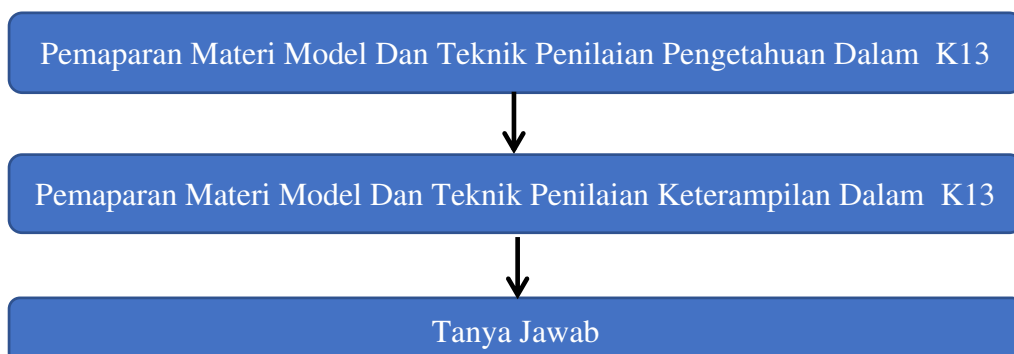 Pemaparan Materi Model Dan Teknik Penilaian Pengetahuan Dalam  K13
Pemaparan Materi Model Dan Teknik Penilaian Keterampilan Dalam  K13
Tanya Jawab